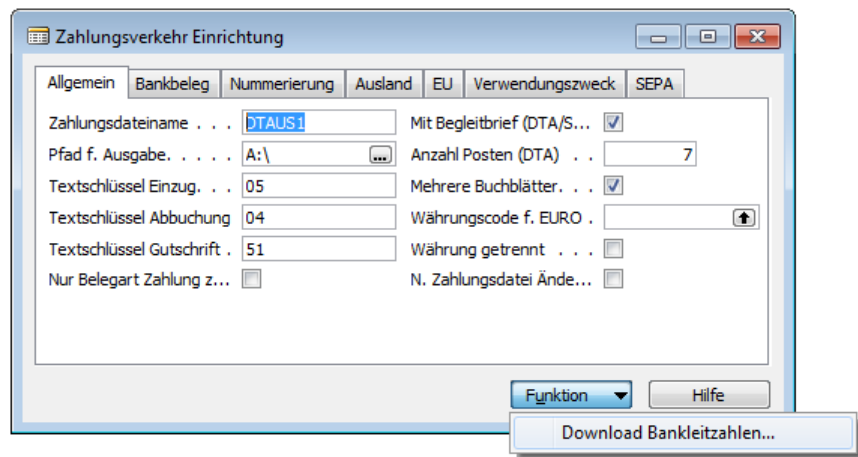 Zahlungsverkehr Einrichtung
Allgemein Bankbeleg Nummerierung Ausland EU Verwendungszweck SEPA
Zahlungsdateiname . . . DTAUS1 Mit Begleitbrief (DTA/S...
Pfad f. Ausgabe. . . . . A:\ ... Anzahl Posten (DTA) . . 7
Textschlüssel Einzug. . . 05 Mehrere Buchblätter. . .
Textschlüssel Abbuchung 04 Währungscode f. EURO .
Textschlüssel Gutschrift . 51 Währung getrennt . . .
Nur Belegart Zahlung z... N. Zahlungsdatei Ände...
Funktion Hilfe
Download Bankleitzahlen...